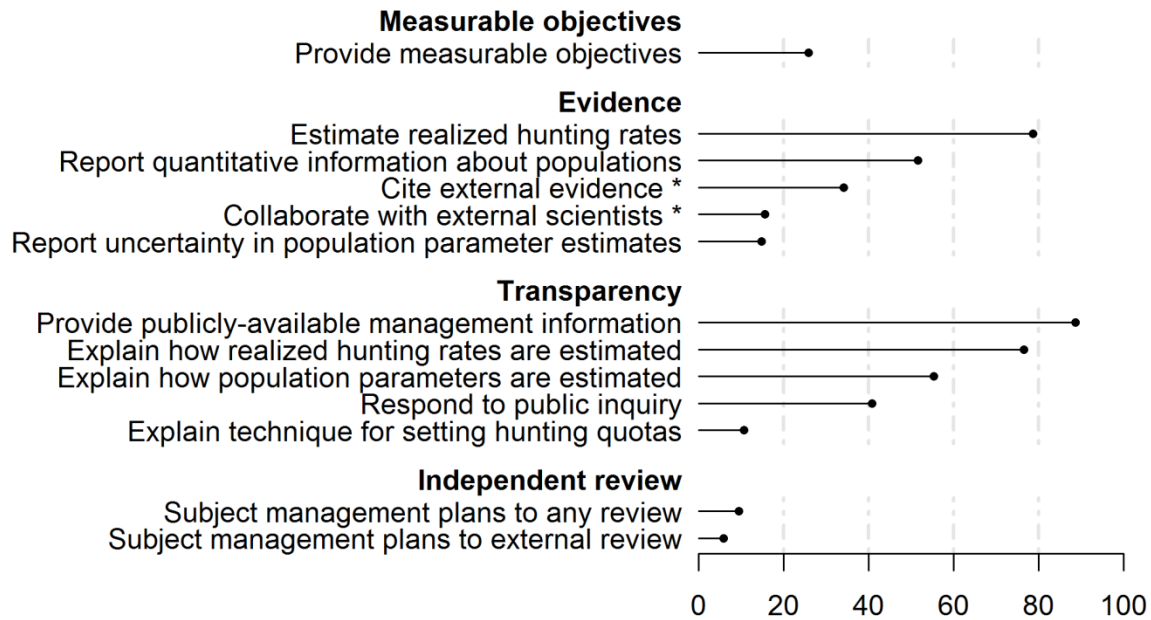 Measurable objectives
Provide measurable objectives
Evidence
Estimate realized hunting rates
Report quantitative information about populations
Cite external evidence *
Collaborate with external scientists *
Report uncertainty in population parameter estimates
Transparency
Provide publicly-available management information
Explain how realized hunting rates are estimated
Explain how population parameters are estimated
Respond to public inquiry
Explain technique for setting hunting quotas
Independent review
Subject management plans to any review
Subject management plans to external review
0 20 40 60 80 100